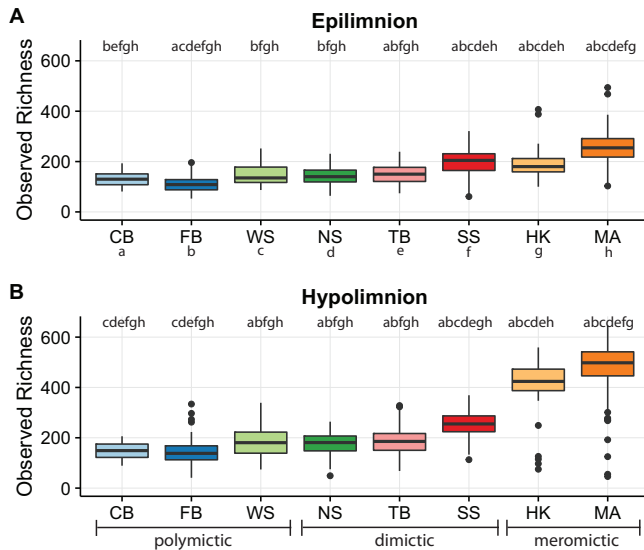 A
Epilimnion
befgh acdefgh bfgh bfgh abfgh abcdeh abcdeh abcdefg
Observed Richness
600
400
200
0
CB FB WS NS TB SS HK MA
a b c d e f g h
B
Hypolimnion
cdefgh cdefgh abfgh abfgh abfgh abcdegh abcdeh abcdefg
Observed Richness
600
400
200
0
CB FB WS NS TB SS HK MA
polymictic dimictic meromictic